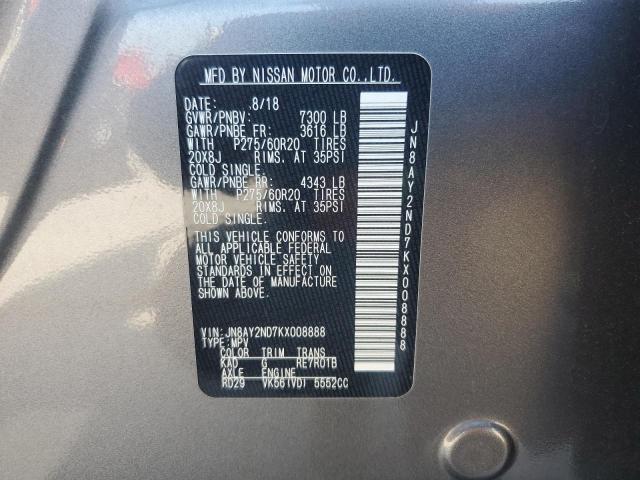 MFD BY NISSAN MOTOR CO.,LTD.
DATE: 8/18
GVWR/PNBV: 7300 LB
GAWR/PNBE FR: 3616 LB
WITH P275/60R20 TIRES
20X8J RIMS, AT 35PSI
COLD SINGLE.
GAWR/PNBE RR: 4343 LB
WITH P275/60R20 TIRES
20X8J RIMS, AT 35PSI
COLD SINGLE.
THIS VEHICLE CONFORMS TO
ALL APPLICABLE FEDERAL
MOTOR VEHICLE SAFETY
STANDARDS IN EFFECT ON
THE DATE OF MANUFACTURE
SHOWN ABOVE.
VIN: JN8AY2ND7KX008888
TYPE: MPV
COLOR TRIM TRANS
KAD G RE7R01B
AXLE ENGINE
RD29 VK56(VD) 5552CC
JN8AY2ND7KX008888